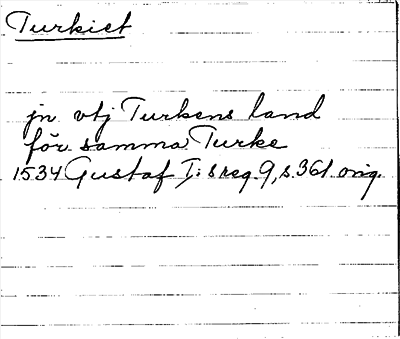 Turkiet
jn vtj Turkens land
för samma Turke
1534 Gustaf I:s reg. 9, s. 361 orig.